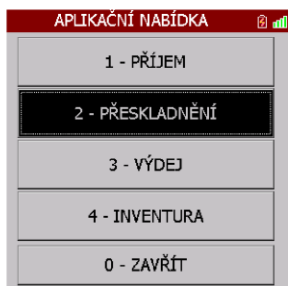 APLIKAČNÍ NABÍDKA
1 - PŘÍJEM
2 - PŘESKLADNĚNÍ
3 - VÝDEJ
4 - INVENTURA
0 - ZAVŘÍT